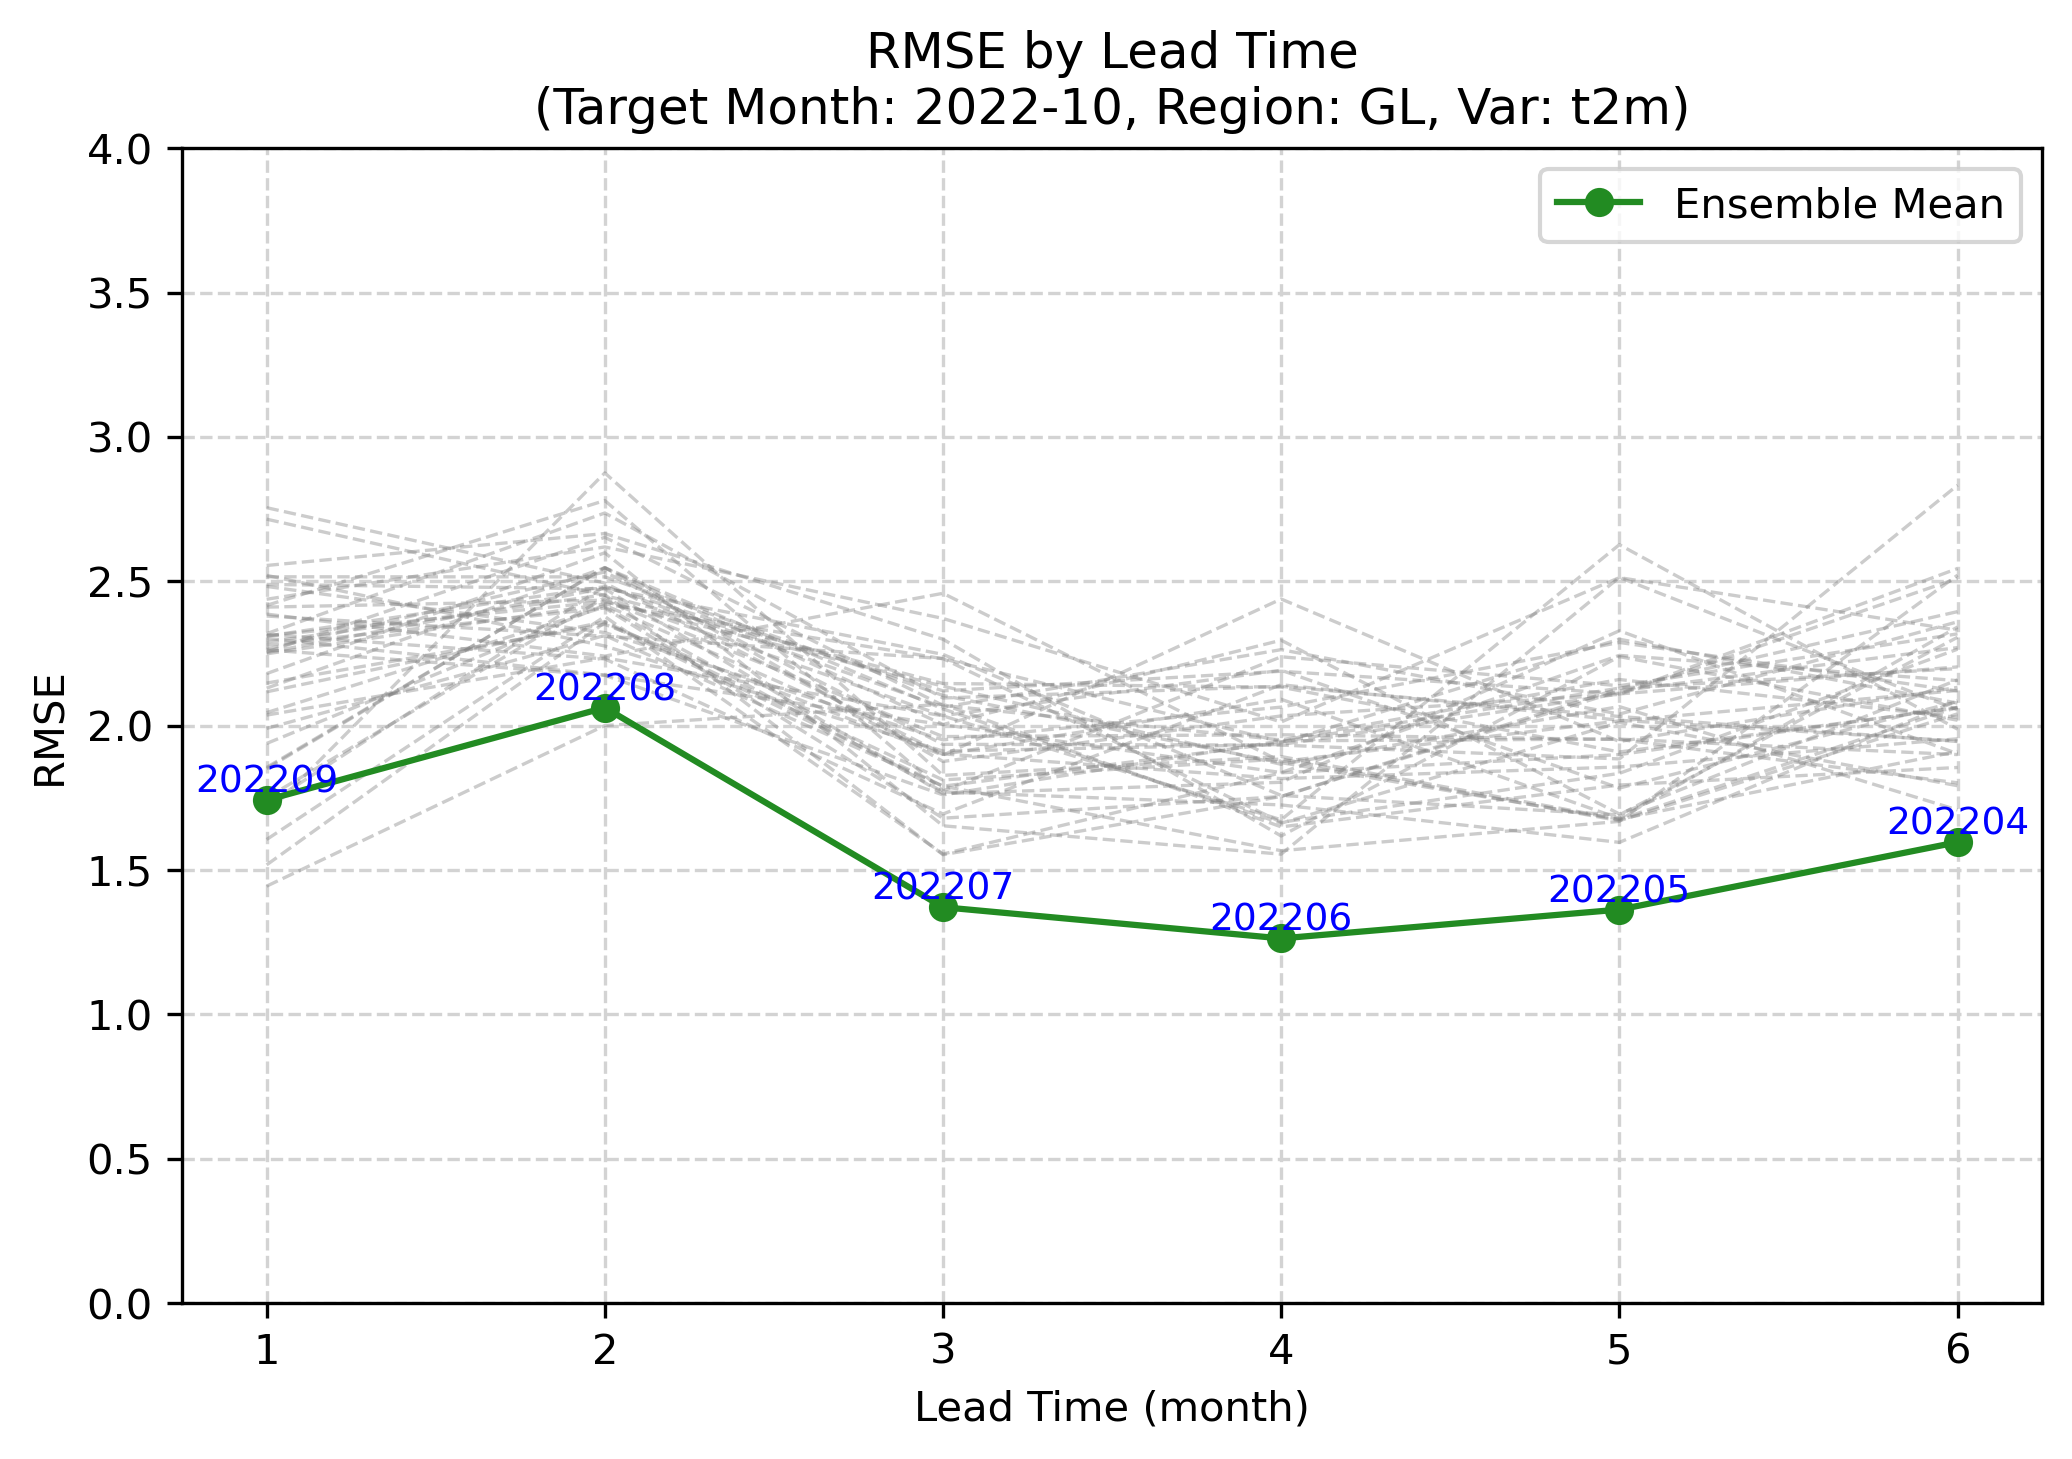 RMSE by Lead Time
(Target Month: 2022-10, Region: GL, Var: t2m)
Ensemble Mean
RMSE
4.0
3.5
3.0
2.5
2.0
1.5
1.0
0.5
0.0
202209
202208
202207
202206
202205
202204
1 2 3 4 5 6
Lead Time (month)